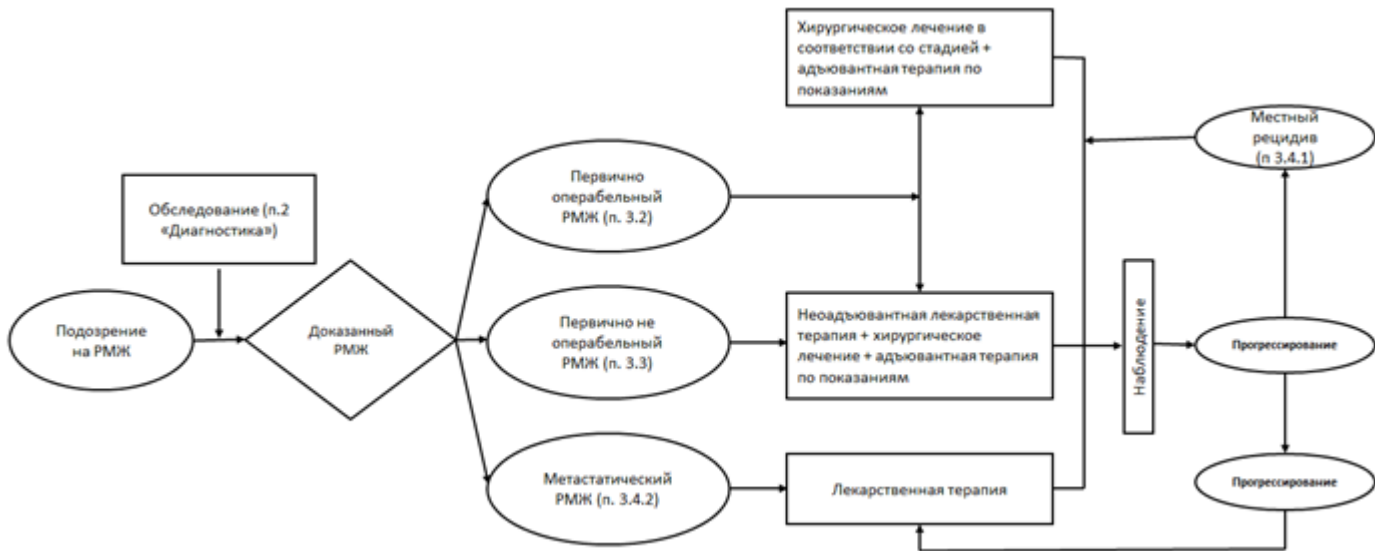 Хирургическое лечение в
соответствии со стадией +
адъювантная терапия по
показаниям
Местный
рецидив
(п 3.4.1)
Первично
операбельный
РМЖ (п. 3.2)
Обследование (п.2
«Диагностика»)
Подозрение
на РМЖ
Доказанный
РМЖ
Первично не
операбельный
РМЖ (п. 3.3)
Неоадъювантная лекарственная
терапия + хирургическое
лечение + адъювантная терапия
по показаниям
Наблюдение
Прогрессирование
Метастатический
РМЖ (п. 3.4.2)
Лекарственная терапия
Прогрессирование